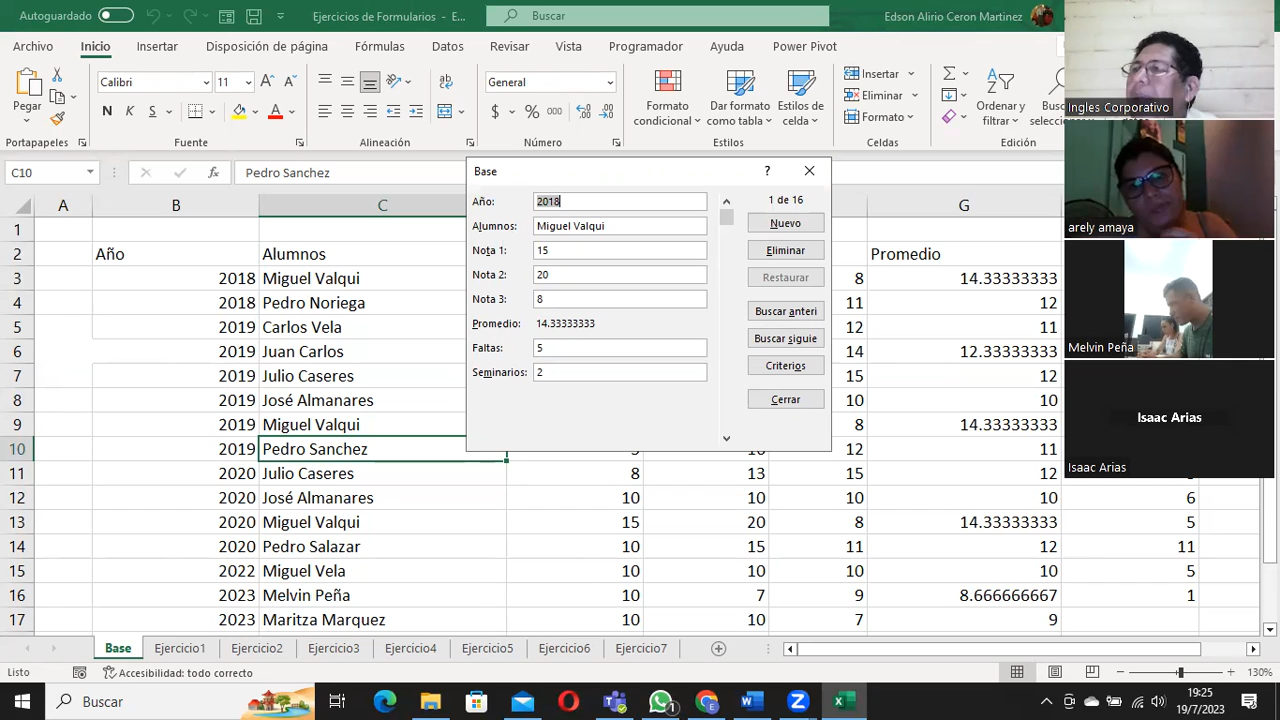 Autoguardado
Ejercicios de Formularios - E...
Buscar
Edson Alirio Ceron Martinez
Archivo Inicio Insertar Disposición de página Fórmulas Datos Revisar Vista Programador Ayuda Power Pivot
Pegar
Calibri 11
N K S
General
$ % 000
Formato condicional
Dar formato como tabla
Estilos de celda
Insertar
Eliminar
Formato
Ordenar y filtrar
Portapapeles Fuente Alineación Número Estilos Celdas Edición
C10 Pedro Sanchez
A B C G
1
2 Año Alumnos Promedio
3 2018 Miguel Valqui 8 14.33333333
4 2018 Pedro Noriega 11 12
5 2019 Carlos Vela 12 11
6 2019 Juan Carlos 14 12.33333333
7 2019 Julio Caseres 15 12
8 2019 José Almanares 10 10
9 2019 Miguel Valqui 8 14.33333333
10 2019 Pedro Sanchez 12 11
11 2020 Julio Caseres 8 13 15 12
12 2020 José Almanares 10 10 10 10 6
13 2020 Miguel Valqui 15 20 8 14.33333333 5
14 2020 Pedro Salazar 10 15 11 12 11
15 2022 Miguel Vela 10 10 10 10 5
16 2023 Melvin Peña 10 7 9 8.666666667 1
17 2023 Maritza Marquez 10 10 7 9
Base ?
Año: 2018
Alumnos: Miguel Valqui
Nota 1: 15
Nota 2: 20
Nota 3: 8
Promedio: 14.33333333
Faltas: 5
Seminarios: 2
1 de 16
Nuevo
Eliminar
Restaurar
Buscar anteri
Buscar siguie
Criterios
Cerrar
Ingles Corporativo
arely amaya
Melvin Peña
Isaac Arias
Isaac Arias
Base Ejercicio1 Ejercicio2 Ejercicio3 Ejercicio4 Ejercicio5 Ejercicio6 Ejercicio7
Listo Accesibilidad: todo correcto 130%
Buscar
19:25
19/7/2023